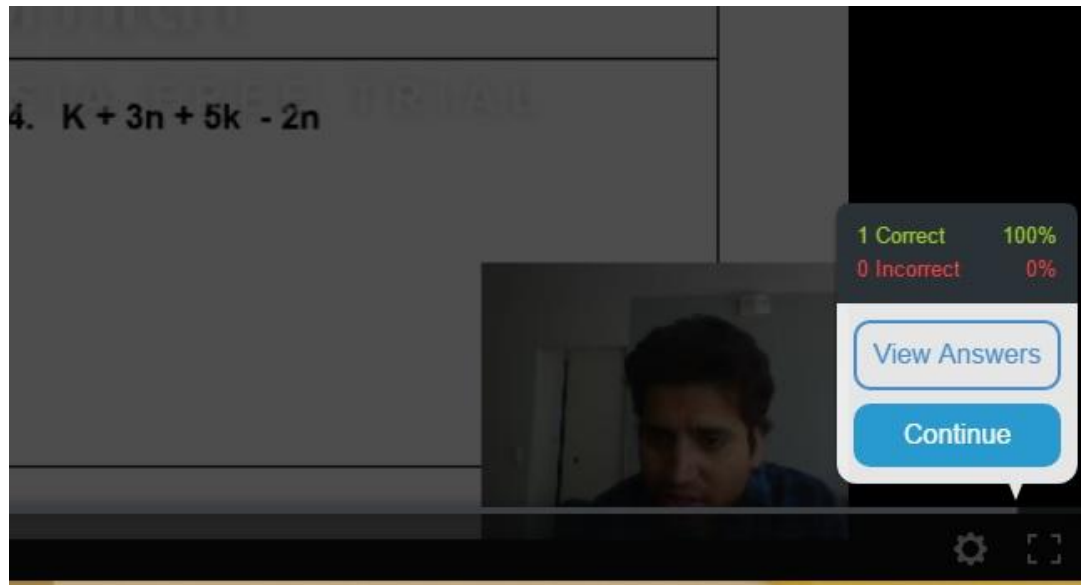 4. K + 3n + 5k - 2n
1 Correct 100%
0 Incorrect 0%
View Answers
Continue